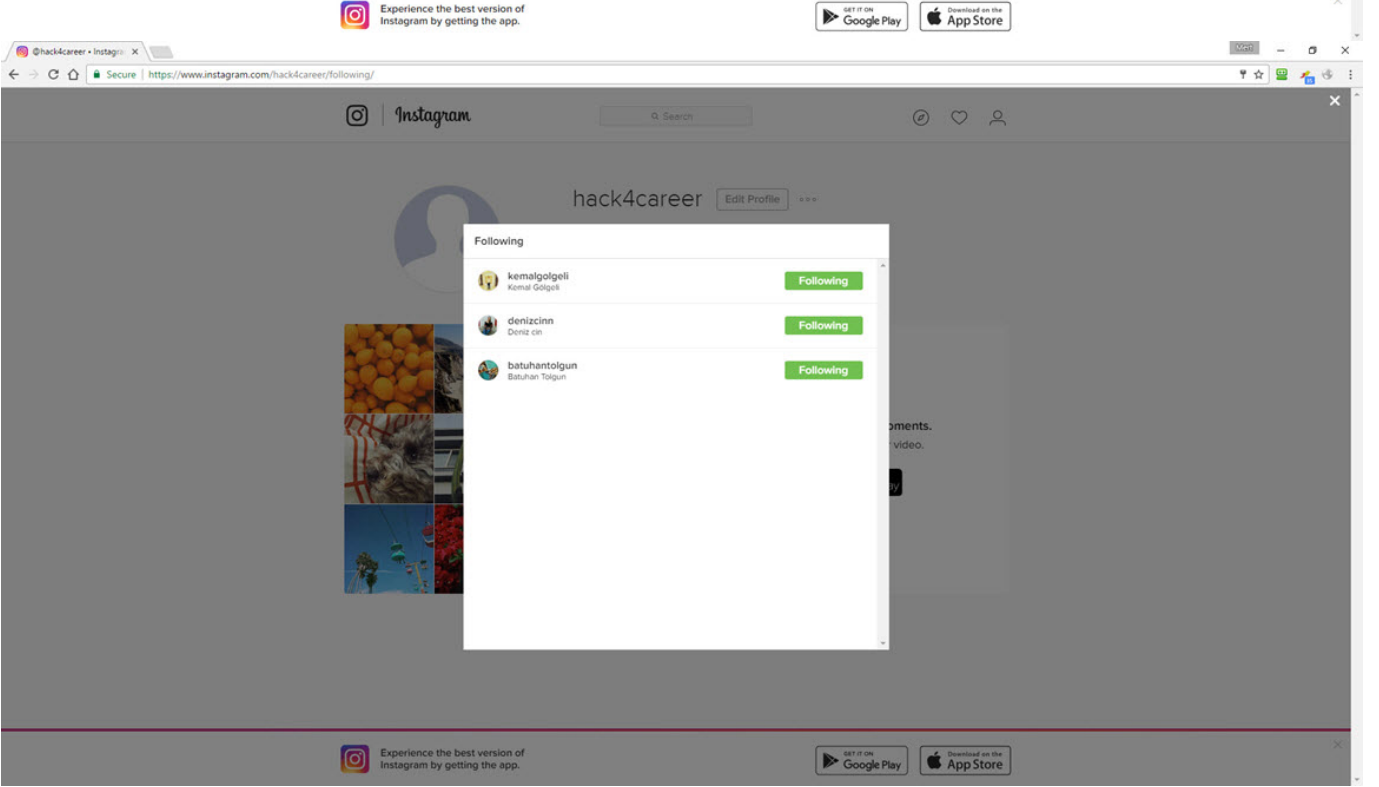 Experience the best version of
Instagram by getting the app.
GET IT ON
Google Play
Download on the
App Store
@hack4career • Instagra
Mert
Secure
https://www.instagram.com/hack4career/following/
Instagram
Search
hack4career
Edit Profile
Following
kemalgolgeli
Kemal Gölgeli
Following
denizcinn
Deniz cin
Following
batuhantolgun
Batuhan Tolgun
Following
oments.
video.
ay
Experience the best version of
Instagram by getting the app.
GET IT ON
Google Play
Download on the
App Store